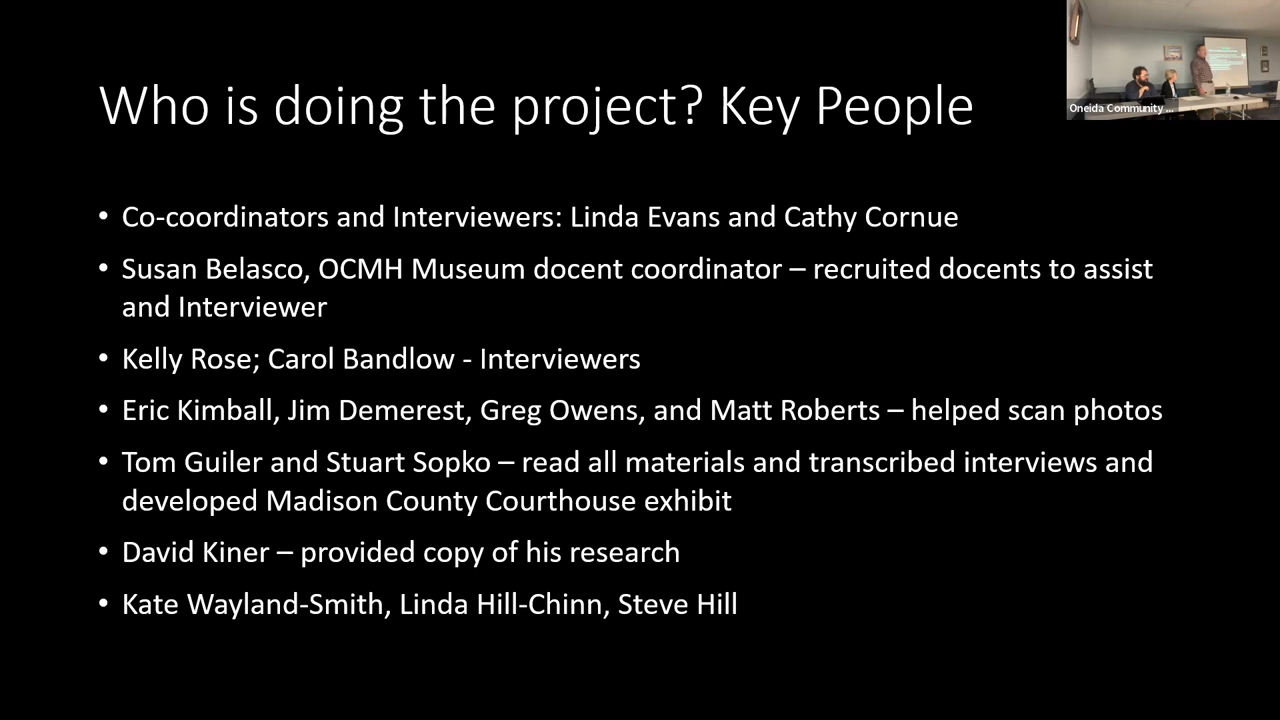 Who is doing the project? Key People
Oneida Community ...
• Co-coordinators and Interviewers: Linda Evans and Cathy Cornue
• Susan Belasco, OCMH Museum docent coordinator – recruited docents to assist
and Interviewer
• Kelly Rose; Carol Bandlow - Interviewers
• Eric Kimball, Jim Demerest, Greg Owens, and Matt Roberts – helped scan photos
• Tom Guiler and Stuart Sopko – read all materials and transcribed interviews and
developed Madison County Courthouse exhibit
• David Kiner – provided copy of his research
• Kate Wayland-Smith, Linda Hill-Chinn, Steve Hill